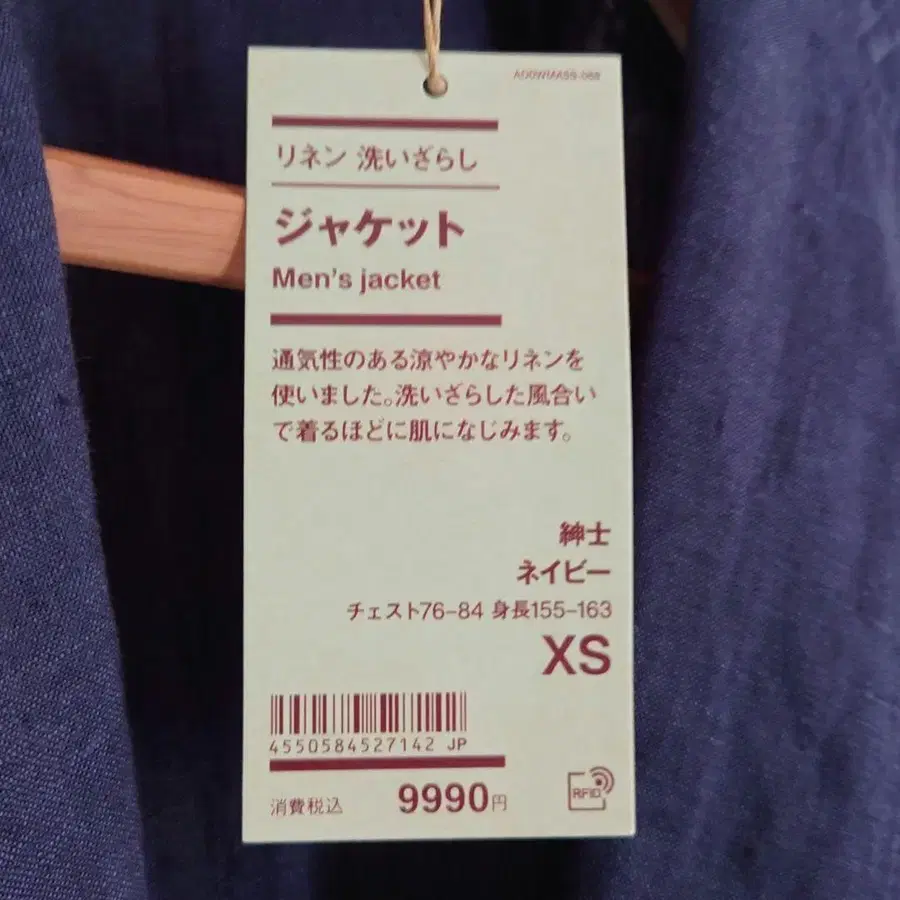 リネン 洗いざらし
ジャケット
Men's jacket
通気性のある涼やかなリネンを
使いました。洗いざらした風合い
で着るほどに肌になじみます。
紳士
ネイビー
チェスト76-84 身長155-163
XS
4550584527142 JP
消費税込 9990円
RFID